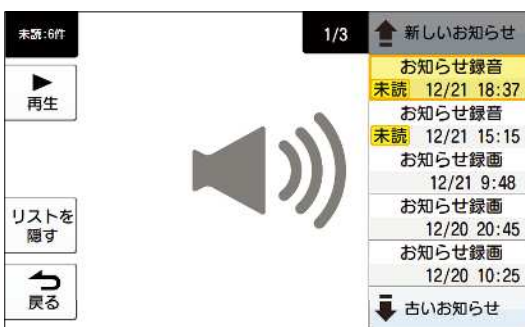 未読:6件
1/3
再生
リストを
隠す
戻る
新しいお知らせ
お知らせ録音
未読 12/21 18:37
お知らせ録音
未読 12/21 15:15
お知らせ録画
12/21 9:48
お知らせ録画
12/20 20:45
お知らせ録画
12/20 10:25
古いお知らせ